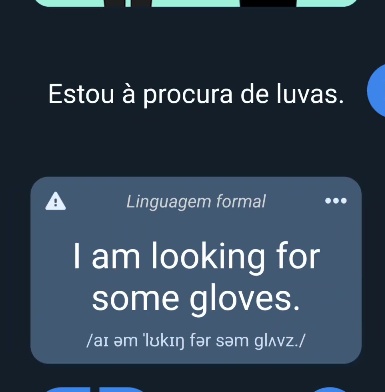 Estou à procura de luvas.
Linguagem formal
I am looking for
some gloves.
/aɪ əm ˈlʊkɪŋ fər səm glʌvz./